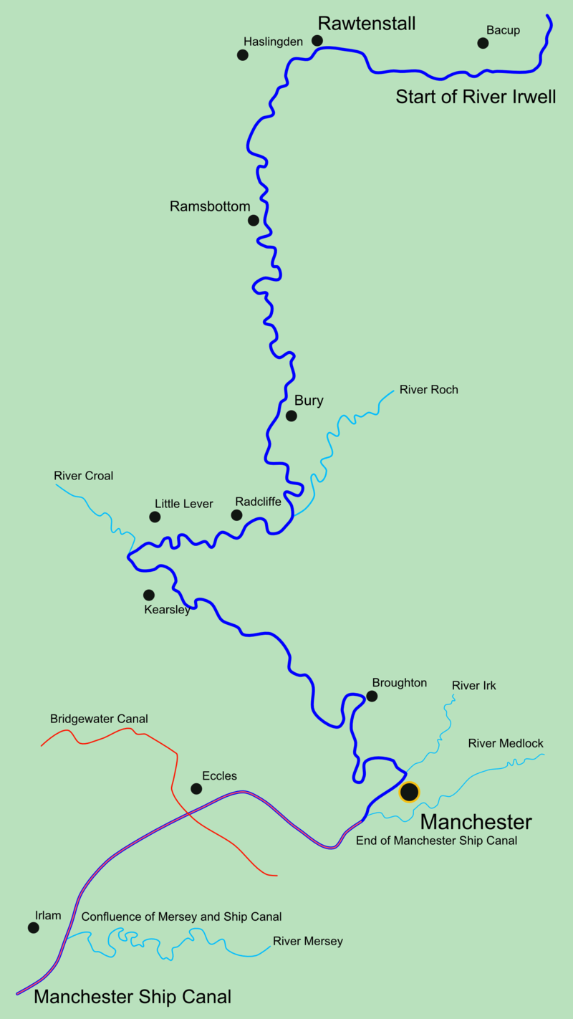 Rawtenstall
Bacup
Haslingden
Start of River Irwell
Ramsbottom
River Roch
Bury
River Croal
Little Lever
Radcliffe
Kearsley
Broughton
River Irk
Bridgewater Canal
River Medlock
Eccles
Manchester
End of Manchester Ship Canal
Irlam
Confluence of Mersey and Ship Canal
River Mersey
Manchester Ship Canal